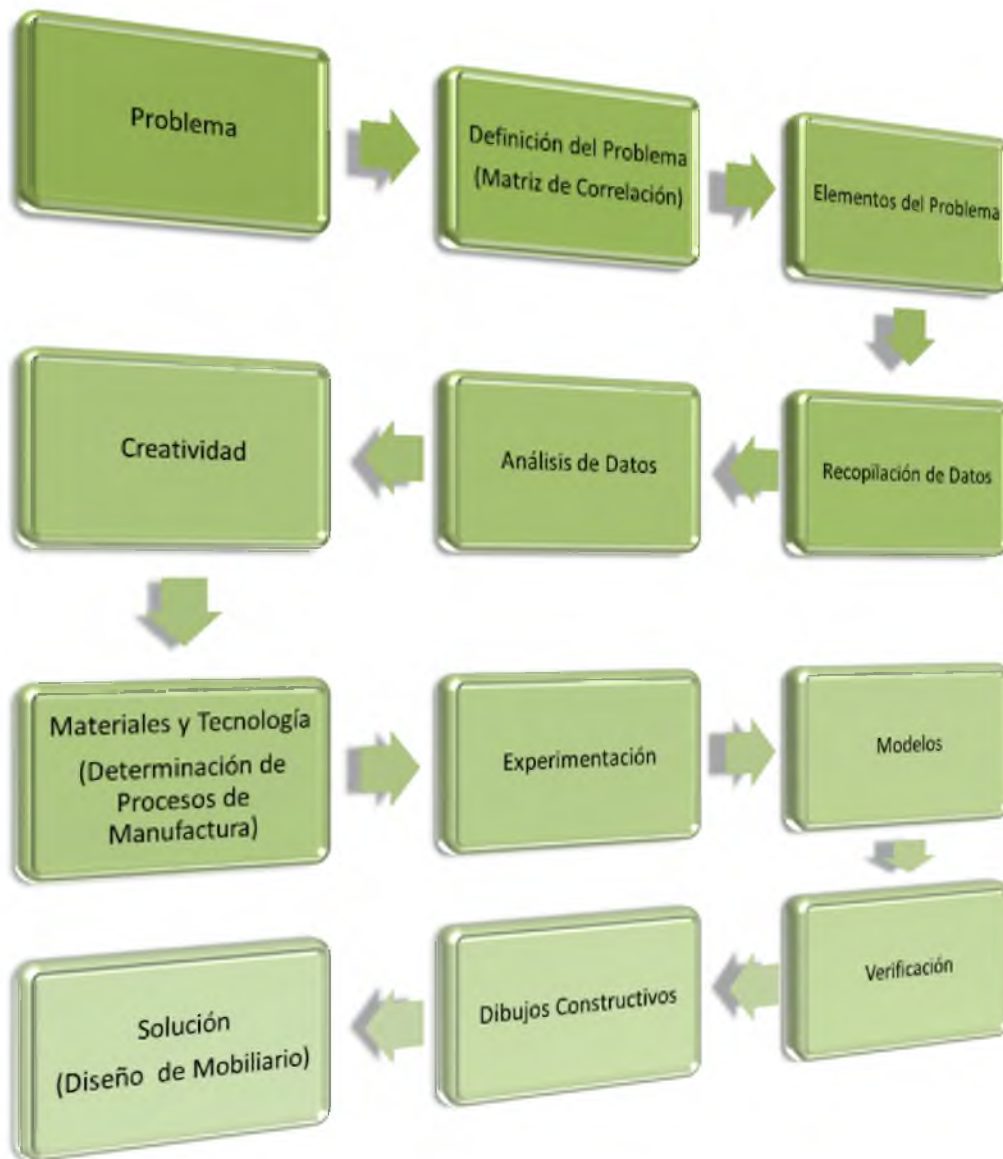 Problema
Definición del Problema
(Matriz de Correlación)
Elementos del Problema
Recopilación de Datos
Análisis de Datos
Creatividad
Materiales y Tecnología
(Determinación de
Procesos de
Manufactura)
Experimentación
Modelos
Verificación
Dibujos Constructivos
Solución
(Diseño de Mobiliario)